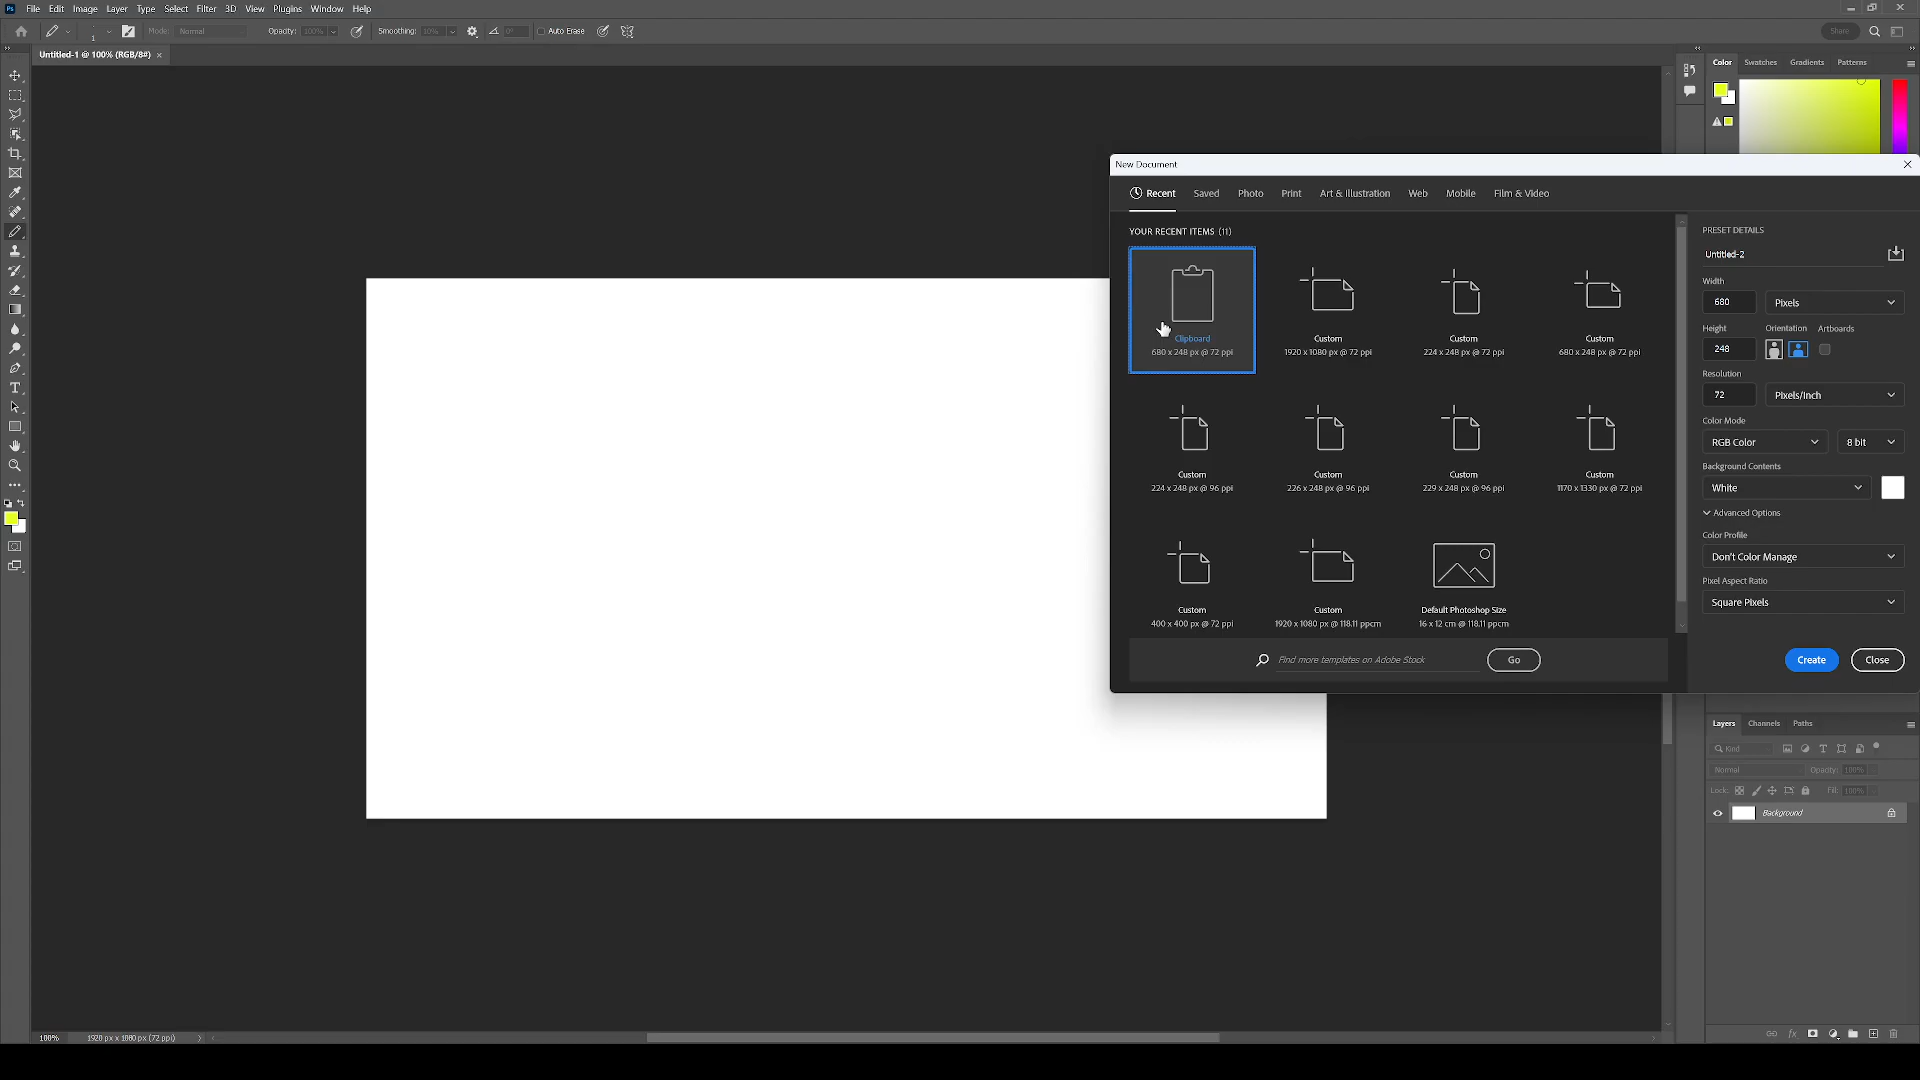 Ps File Edit Image Layer Type Select Filter 3D View Plugins Window Help
1 Mode: Normal Opacity: 100% Smoothing: 10% 0° Auto Erase Share
Untitled-1 @ 100% (RGB/8#)
Color Swatches Gradients Patterns
New Document
Recent Saved Photo Print Art & Illustration Web Mobile Film & Video
YOUR RECENT ITEMS (11)
Clipboard
680 x 248 px @ 72 ppi
Custom
1920 x 1080 px @ 72 ppi
Custom
224 x 248 px @ 72 ppi
Custom
680 x 248 px @ 72 ppi
Custom
224 x 248 px @ 96 ppi
Custom
226 x 248 px @ 96 ppi
Custom
229 x 248 px @ 96 ppi
Custom
1170 x 1330 px @ 72 ppi
Custom
400 x 400 px @ 72 ppi
Custom
1920 x 1080 px @ 118.11 ppcm
Default Photoshop Size
16 x 12 cm @ 118.11 ppcm
Find more templates on Adobe Stock Go
PRESET DETAILS
Untitled-2
Width
680 Pixels
Height Orientation Artboards
248
Resolution
72 Pixels/Inch
Color Mode
RGB Color 8 bit
Background Contents
White
Advanced Options
Color Profile
Don't Color Manage
Pixel Aspect Ratio
Square Pixels
Create Close
Layers Channels Paths
Kind
Normal Opacity: 100%
Lock: Fill: 100%
Background
fx
100% 1920 px x 1080 px (72 ppi)